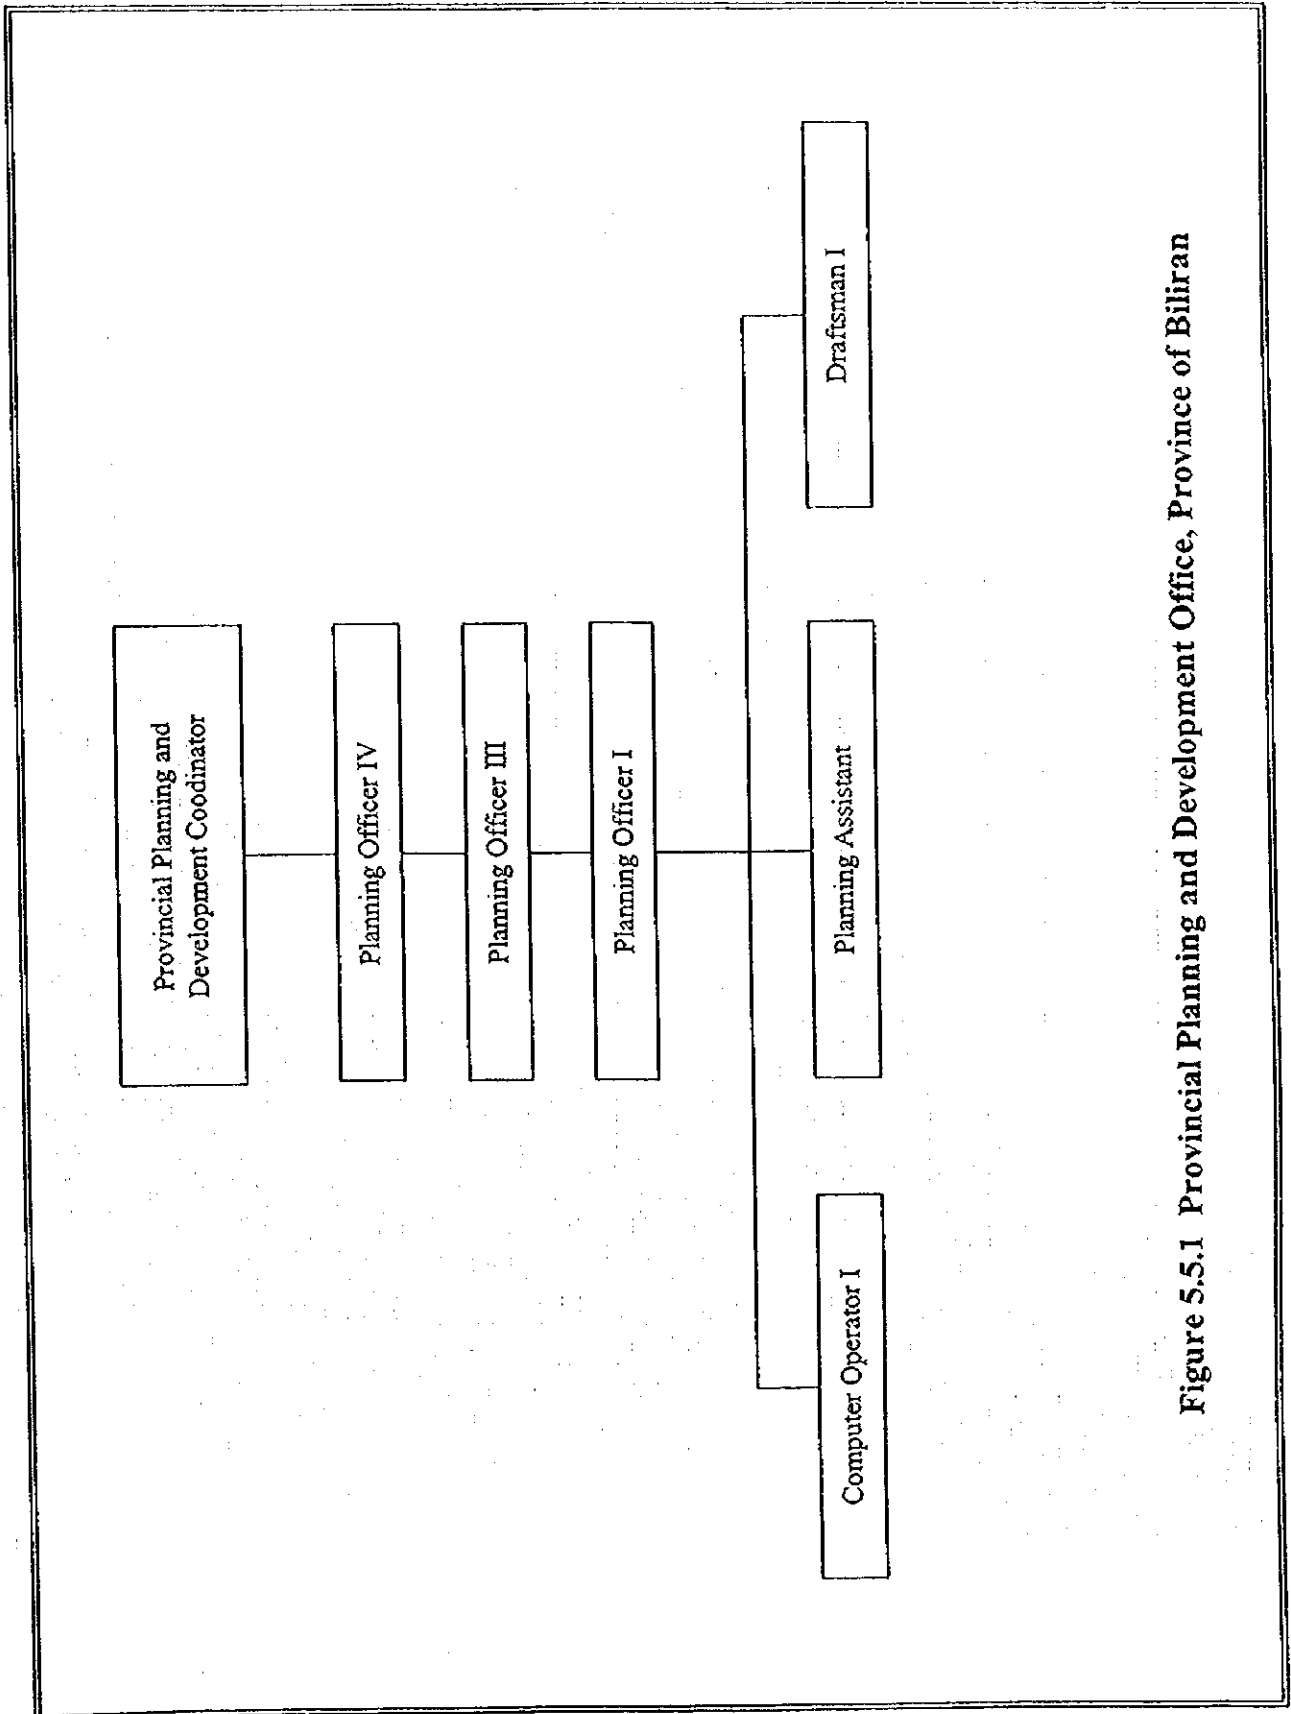 Provincial Planning and
Development Coodinator
Planning Officer IV
Planning Officer III
Planning Officer I
Computer Operator I
Planning Assistant
Draftsman I
Figure 5.5.1 Provincial Planning and Development Office, Province of Biliran